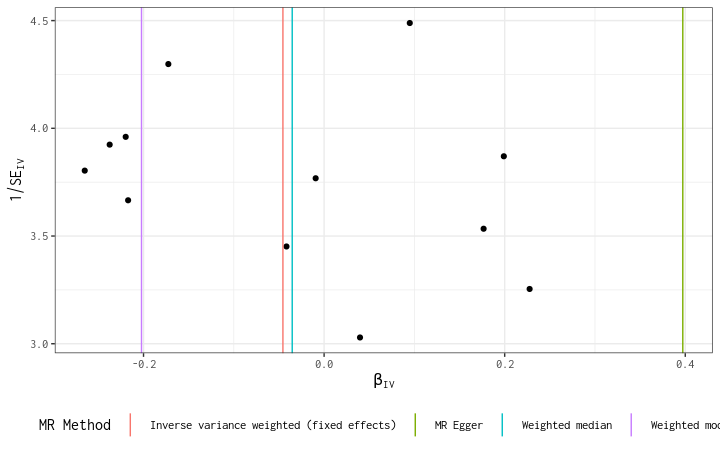 4.5
4.0
3.5
3.0
1/SE_IV
-0.2 0.0 0.2 0.4
β_IV
MR Method Inverse variance weighted (fixed effects) MR Egger Weighted median Weighted